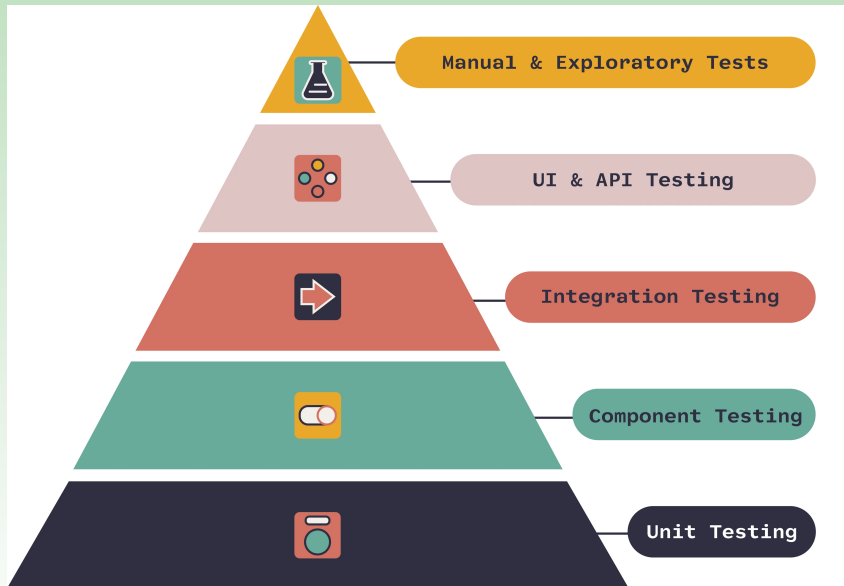 Manual & Exploratory Tests
UI & API Testing
Integration Testing
Component Testing
Unit Testing